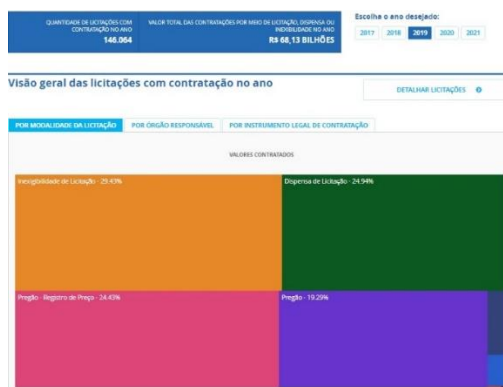 QUANTIDADE DE LICITAÇÕES COM
CONTRATAÇÃO NO ANO
146.064
VALOR TOTAL DAS CONTRATAÇÕES POR MEIO DE LICITAÇÃO, DISPENSA OU
INEXIBILIDADE NO ANO
R$ 68,13 BILHÕES
Escolha o ano desejado:
2017 2018 2019 2020 2021
Visão geral das licitações com contratação no ano
DETALHAR LICITAÇÕES
POR MODALIDADE DA LICITAÇÃO POR ÓRGÃO RESPONSÁVEL POR INSTRUMENTO LEGAL DE CONTRATAÇÃO
VALORES CONTRATADOS
Inexigibilidade de Licitação - 29.43%
Dispensa de Licitação - 24.94%
Pregão - Registro de Preço - 24.43%
Pregão - 19.29%